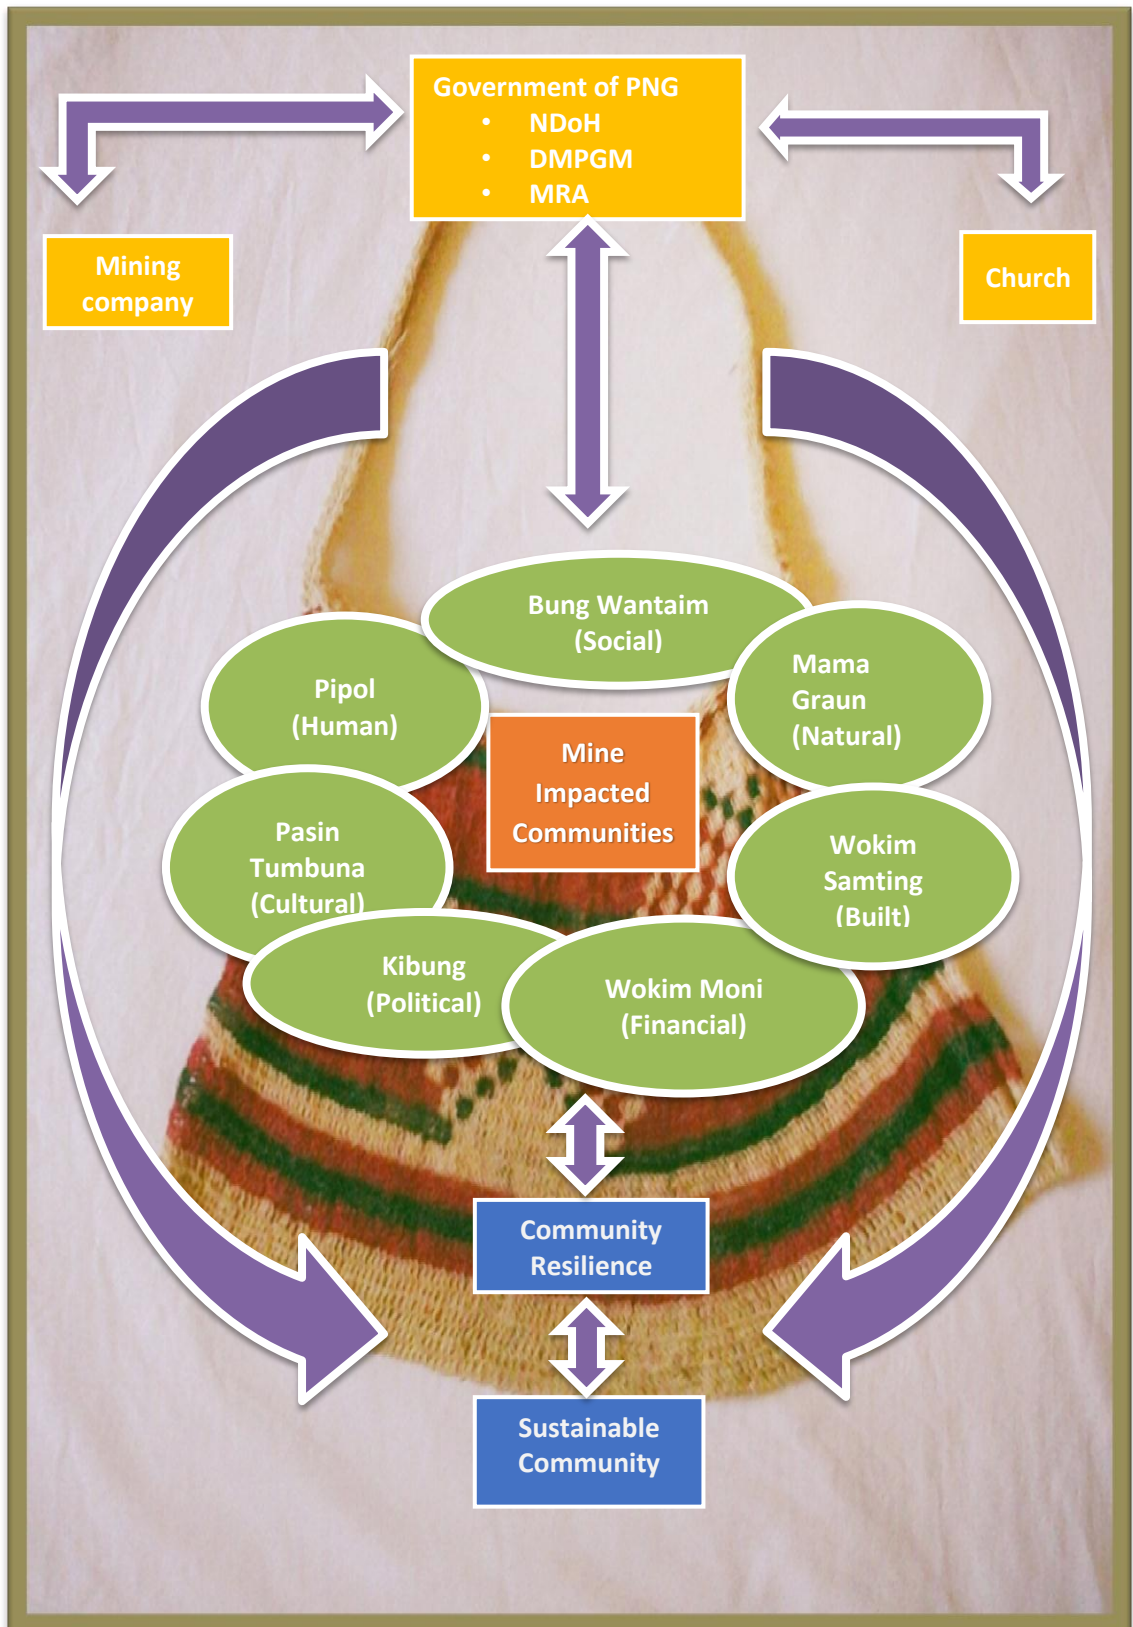 Government of PNG
• NDoH
• DMPGM
• MRA
Mining
company
Church
Bung Wantaim
(Social)
Mama
Graun
(Natural)
Pipol
(Human)
Mine
Impacted
Communities
Pasin
Tumbuna
(Cultural)
Wokim
Samting
(Built)
Kibung
(Political)
Wokim Moni
(Financial)
Community
Resilience
Sustainable
Community